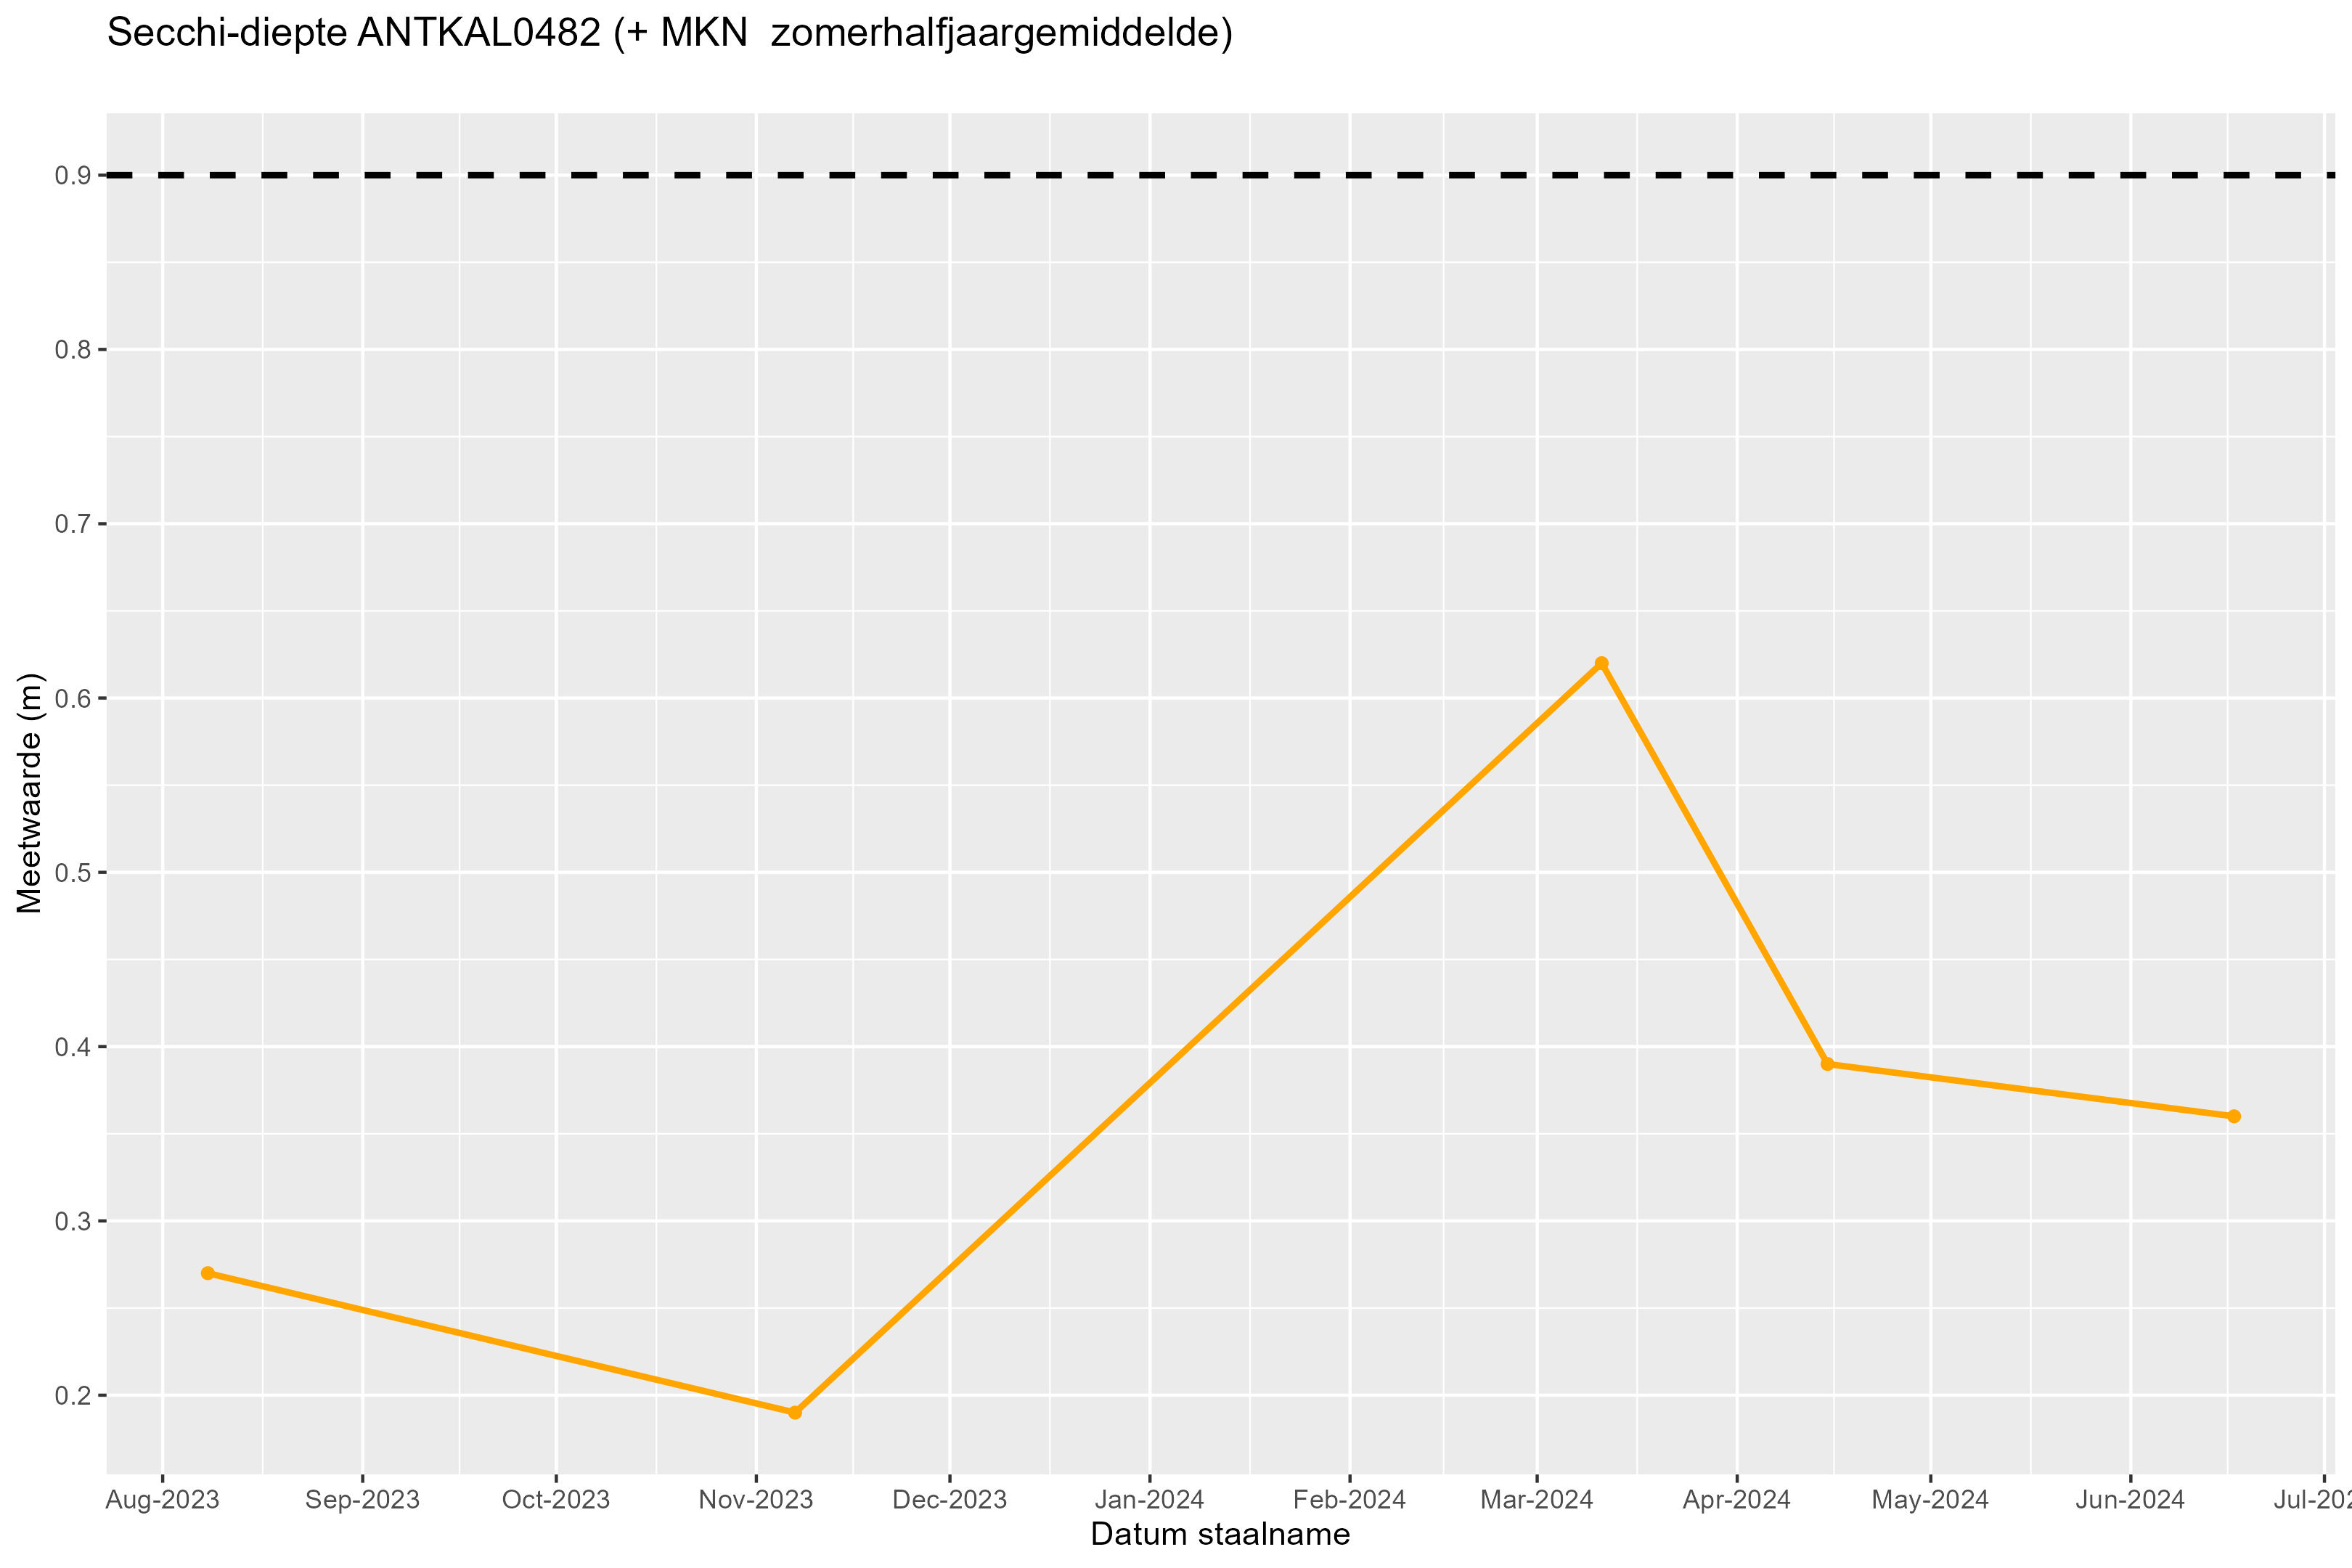 Secchi-diepte ANTKAL0482 (+ MKN  zomerhalfjaargemiddelde)
Meetwaarde (m)
0.9
0.8
0.7
0.6
0.5
0.4
0.3
0.2
Aug-2023 Sep-2023 Oct-2023 Nov-2023 Dec-2023 Jan-2024 Feb-2024 Mar-2024 Apr-2024 May-2024 Jun-2024 Jul-202
Datum staalname